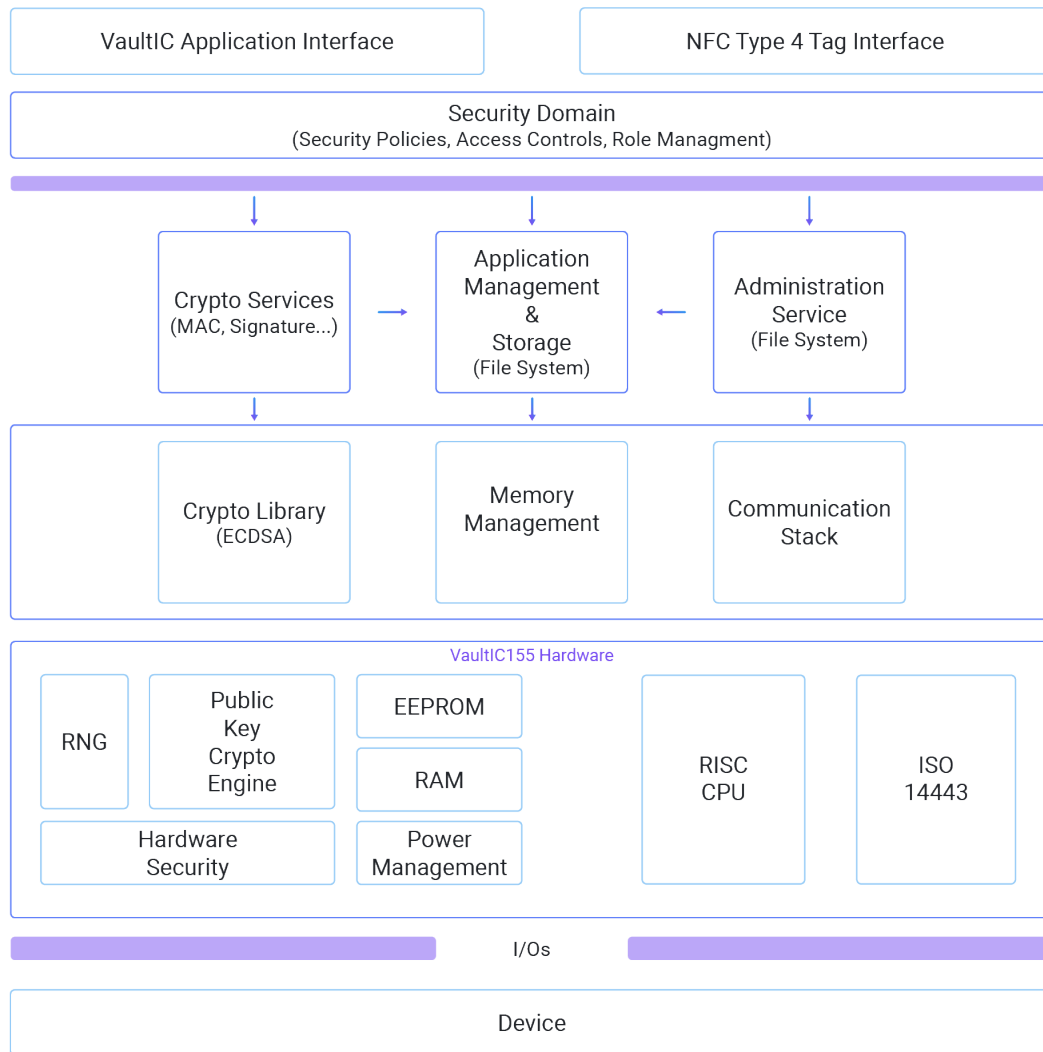 VaultIC Application Interface
NFC Type 4 Tag Interface
Security Domain
(Security Policies, Access Controls, Role Managment)
Crypto Services
(MAC, Signature...)
Application
Management
&
Storage
(File System)
Administration
Service
(File System)
Crypto Library
(ECDSA)
Memory
Management
Communication
Stack
VaultIC155 Hardware
RNG
Public
Key
Crypto
Engine
EEPROM
RAM
Hardware
Security
Power
Management
RISC
CPU
ISO
14443
I/Os
Device